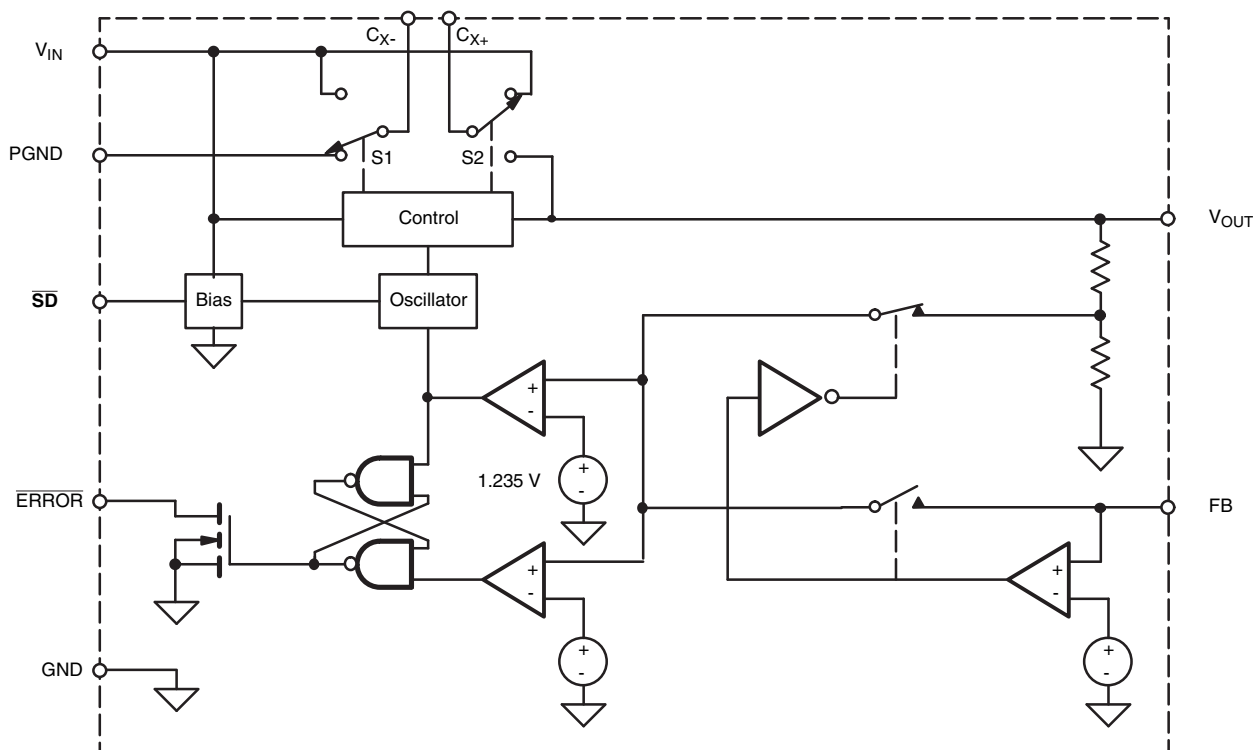 C_X-
C_X+
V_IN
PGND
S1
S2
Control
V_OUT
SD
Bias
Oscillator
+
-
1.235 V
+
-
ERROR
FB
+
-
+
-
GND
+
-
+
-